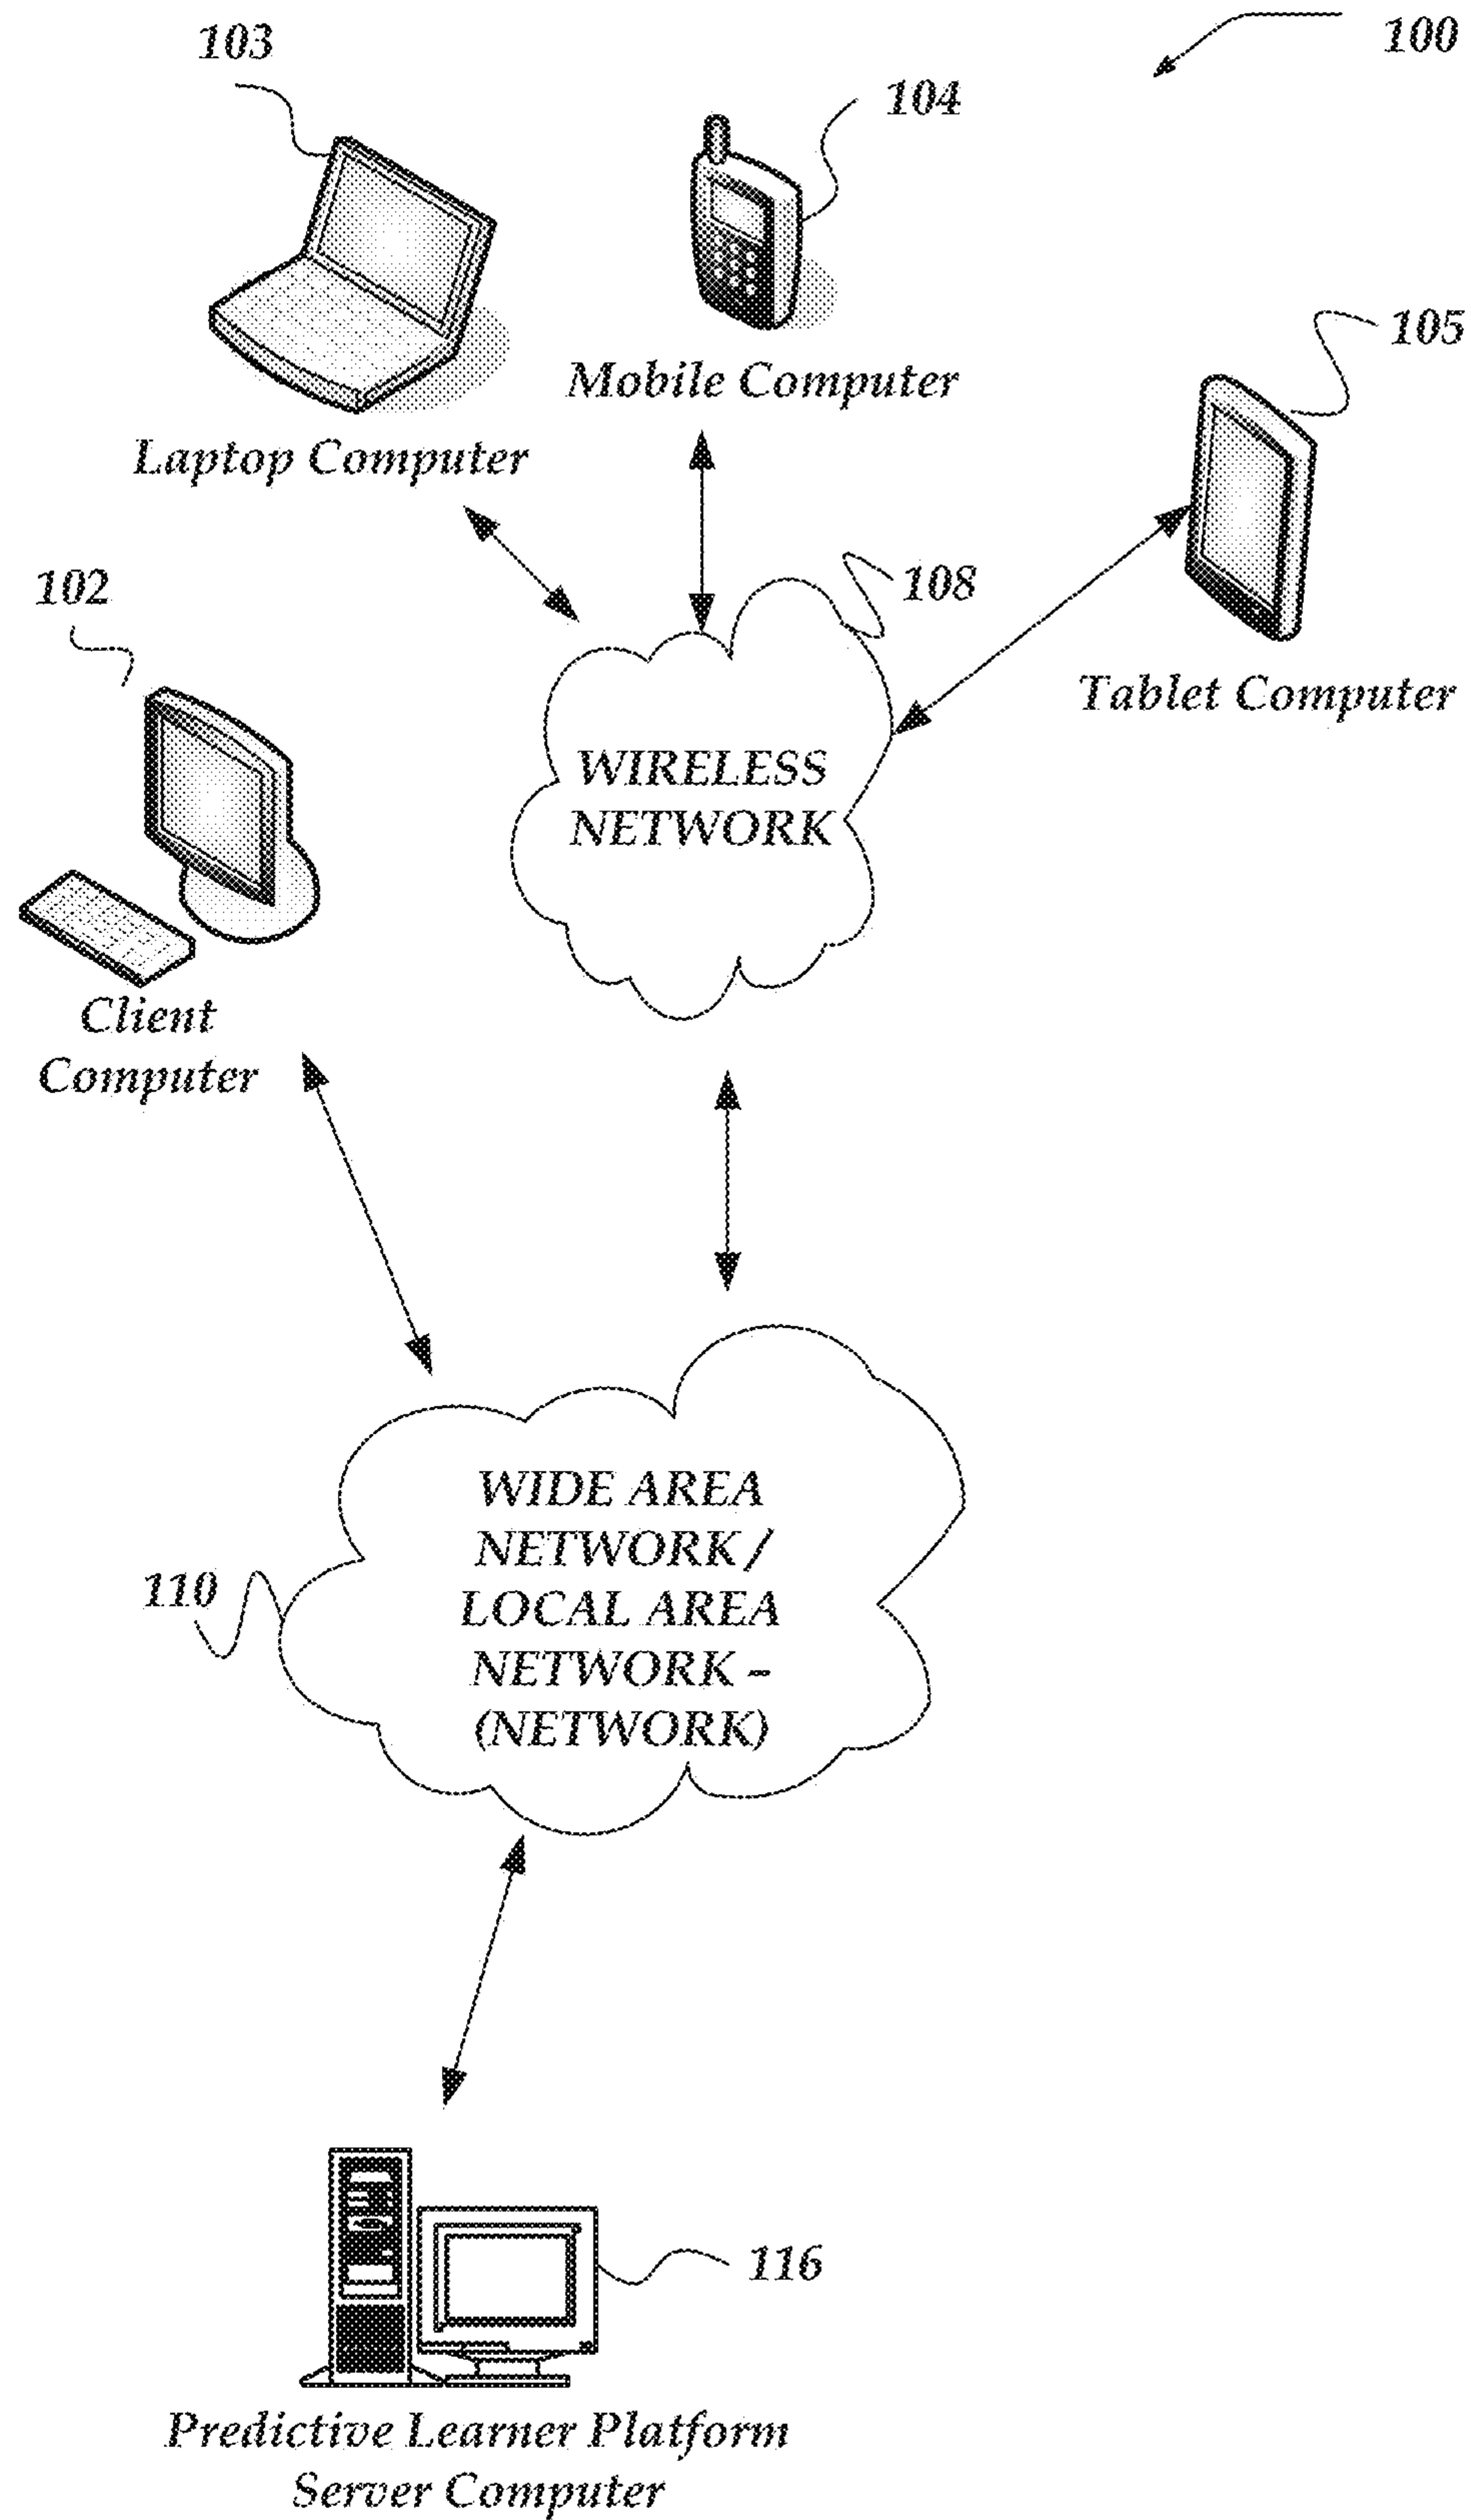 103
100
104
105
Mobile Computer
Laptop Computer
108
102
Tablet Computer
WIRELESS
NETWORK
Client
Computer
WIDE AREA
NETWORK /
LOCAL AREA
NETWORK –
(NETWORK)
110
116
Predictive Learner Platform
Server Computer